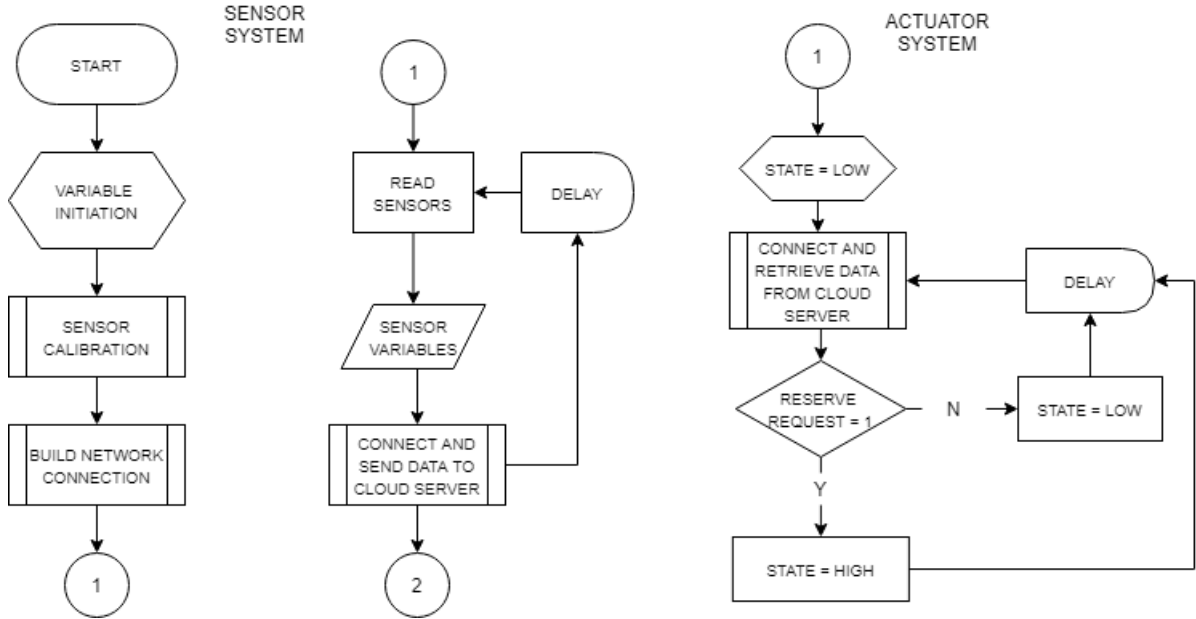 SENSOR
SYSTEM
START
VARIABLE
INITIATION
SENSOR
CALIBRATION
BUILD NETWORK
CONNECTION
1
1
READ
SENSORS
DELAY
SENSOR
VARIABLES
CONNECT AND
SEND DATA TO
CLOUD SERVER
2
ACTUATOR
SYSTEM
1
STATE = LOW
CONNECT AND
RETRIEVE DATA
FROM CLOUD
SERVER
DELAY
RESERVE
REQUEST = 1
N
STATE = LOW
Y
STATE = HIGH